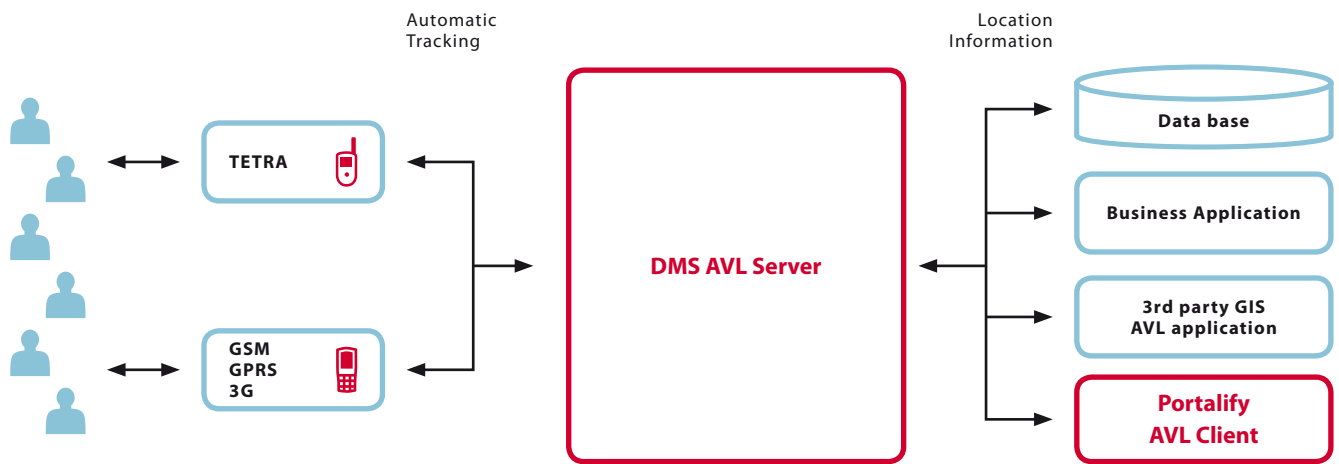 Automatic
Tracking
Location
Information
TETRA
GSM
GPRS
3G
DMS AVL Server
Data base
Business Application
3rd party GIS
AVL application
Portalify
AVL Client